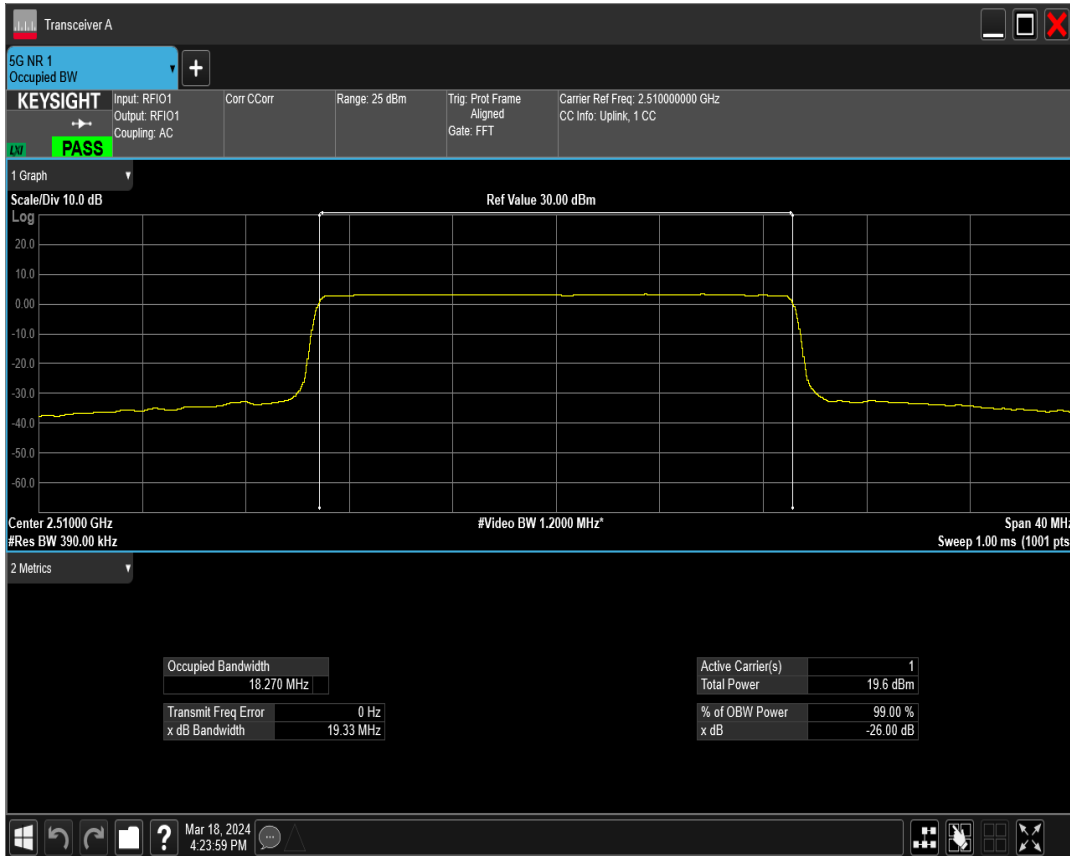 Transceiver A
5G NR 1
Occupied BW
KEYSIGHT
LXI
PASS
Input: RFIO1
Output: RFIO1
Coupling: AC
Corr CCorr
Range: 25 dBm
Trig: Prot Frame
Aligned
Gate: FFT
Carrier Ref Freq: 2.510000000 GHz
CC Info: Uplink, 1 CC
1 Graph
Scale/Div 10.0 dB
Ref Value 30.00 dBm
Log
20.0
10.0
0.00
-10.0
-20.0
-30.0
-40.0
-50.0
-60.0
Center 2.51000 GHz
#Video BW 1.2000 MHz*
Span 40 MHz
#Res BW 390.00 kHz
Sweep 1.00 ms (1001 pts
2 Metrics
Occupied Bandwidth
18.270 MHz
Transmit Freq Error 0 Hz
x dB Bandwidth 19.33 MHz
Active Carrier(s) 1
Total Power 19.6 dBm
% of OBW Power 99.00 %
x dB -26.00 dB
?
Mar 18, 2024
4:23:59 PM